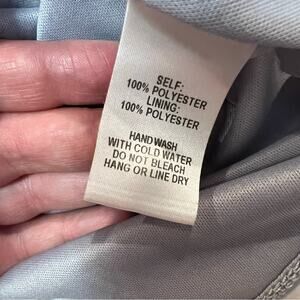 SELF:
100% POLYESTER
LINING:
100% POLYESTER
HAND WASH
WITH COLD WATER
DO NOT BLEACH
HANG OR LINE DRY